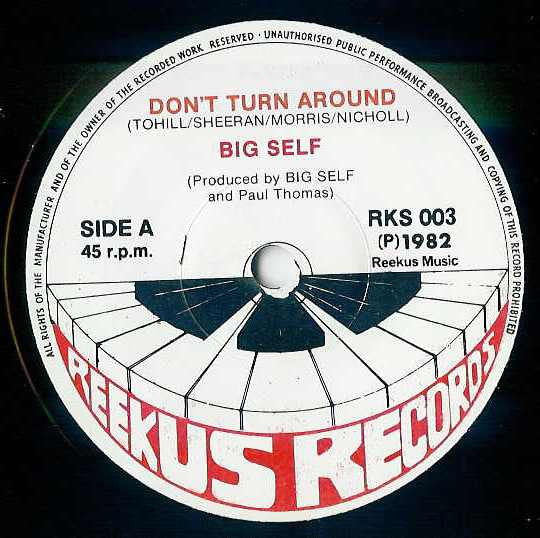 ALL RIGHTS OF THE MANUFACTURER AND OF THE OWNER OF THE RECORDED WORK RESERVED · UNAUTHORISED PUBLIC PERFORMANCE BROADCASTING AND COPYING OF THIS RECORD PROHIBITED
DON'T TURN AROUND
(TOHILL/SHEERAN/MORRIS/NICHOLL)
BIG SELF
(Produced by BIG SELF
and Paul Thomas)
SIDE A
45 r.p.m.
RKS 003
(P)1982
Reekus Music
REEKUS RECORDS